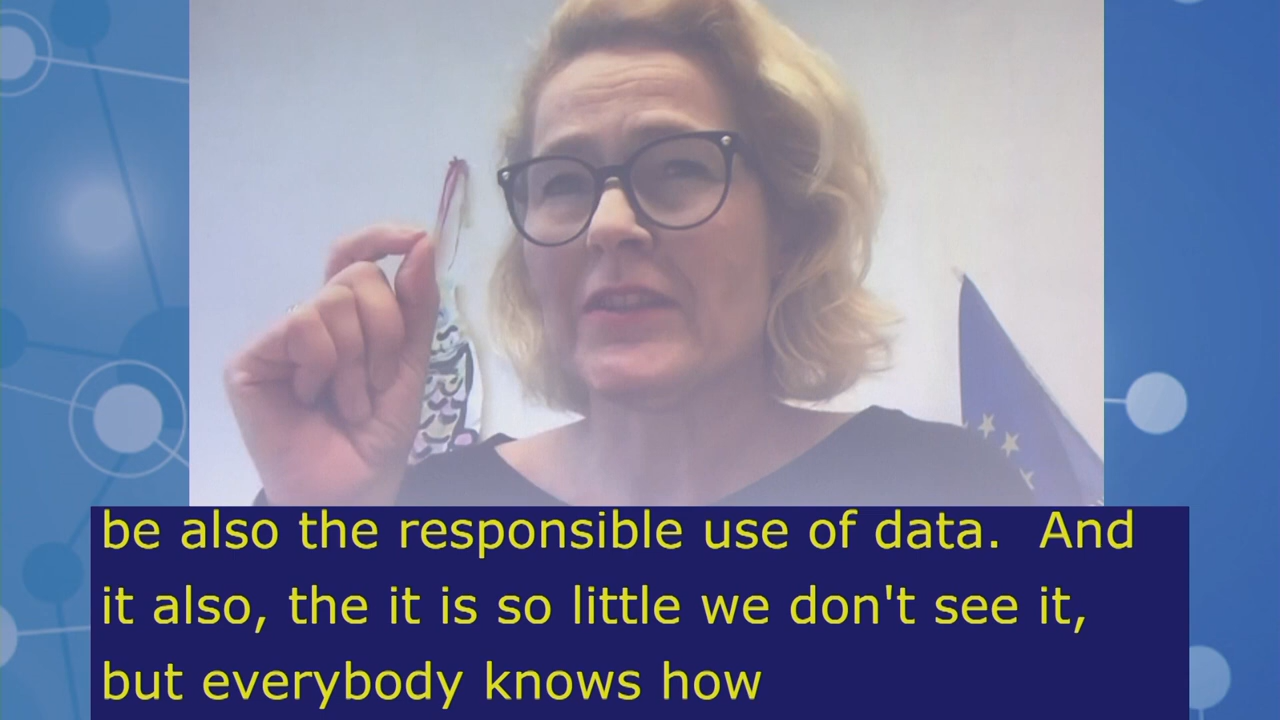 be also the responsible use of data.  And
it also, the it is so little we don't see it,
but everybody knows how